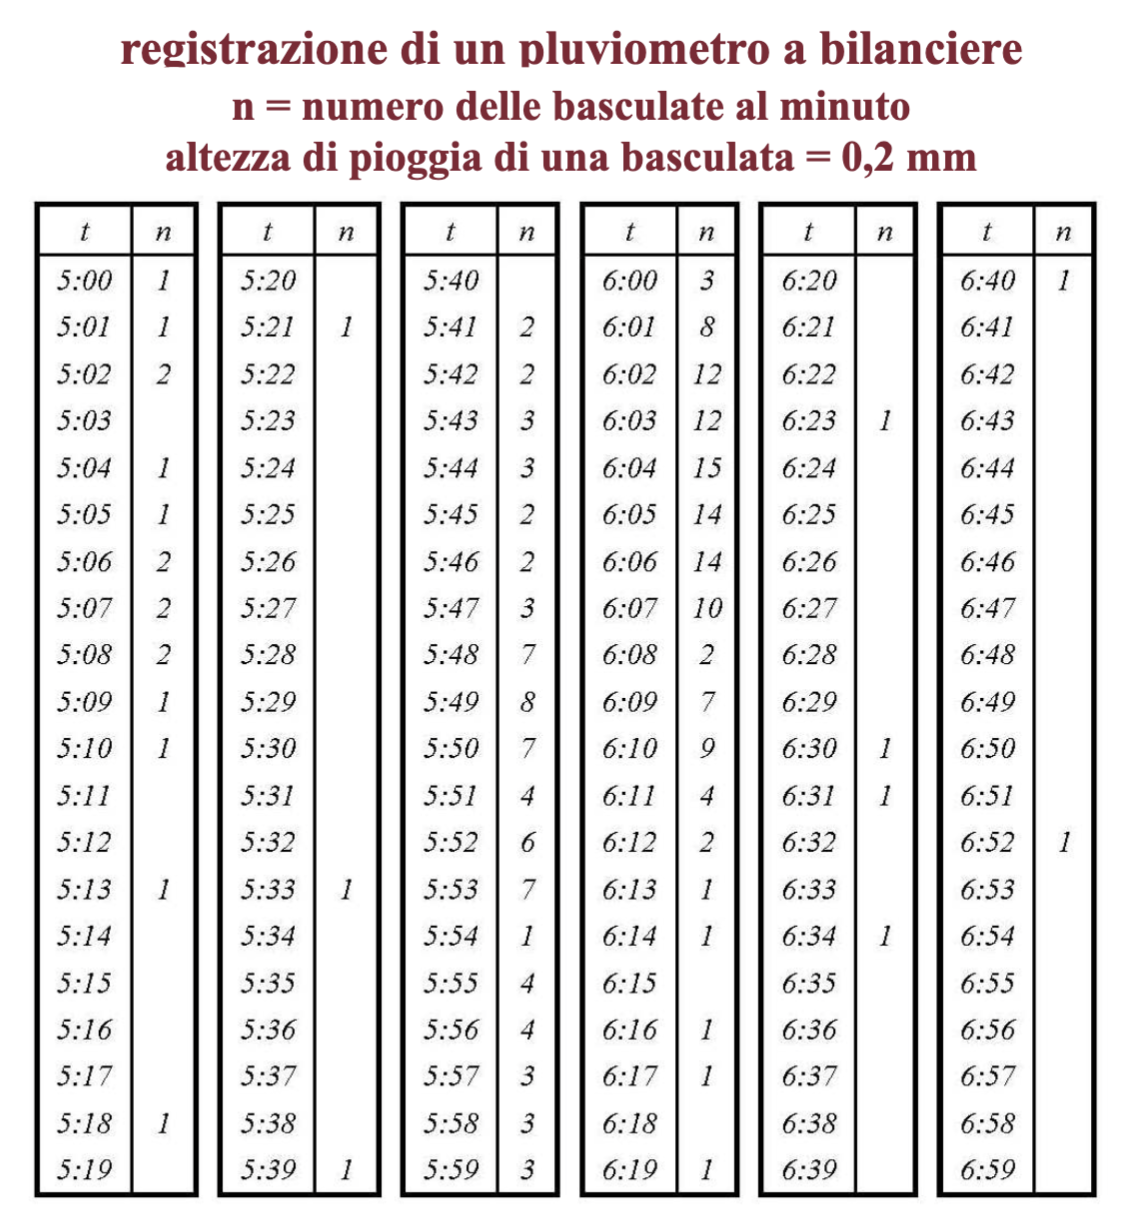 registrazione di un pluviometro a bilanciere
n = numero delle basculate al minuto
altezza di pioggia di una basculata = 0,2 mm
t n t n t n t n t n t n
5:00 1 5:20 5:40 6:00 3 6:20 6:40 1
5:01 1 5:21 1 5:41 2 6:01 8 6:21 6:41
5:02 2 5:22 5:42 2 6:02 12 6:22 6:42
5:03 5:23 5:43 3 6:03 12 6:23 1 6:43
5:04 1 5:24 5:44 3 6:04 15 6:24 6:44
5:05 1 5:25 5:45 2 6:05 14 6:25 6:45
5:06 2 5:26 5:46 2 6:06 14 6:26 6:46
5:07 2 5:27 5:47 3 6:07 10 6:27 6:47
5:08 2 5:28 5:48 7 6:08 2 6:28 6:48
5:09 1 5:29 5:49 8 6:09 7 6:29 6:49
5:10 1 5:30 5:50 7 6:10 9 6:30 1 6:50
5:11 5:31 5:51 4 6:11 4 6:31 1 6:51
5:12 5:32 5:52 6 6:12 2 6:32 6:52 1
5:13 1 5:33 1 5:53 7 6:13 1 6:33 6:53
5:14 5:34 5:54 1 6:14 1 6:34 1 6:54
5:15 5:35 5:55 4 6:15 6:35 6:55
5:16 5:36 5:56 4 6:16 1 6:36 6:56
5:17 5:37 5:57 3 6:17 1 6:37 6:57
5:18 1 5:38 5:58 3 6:18 6:38 6:58
5:19 5:39 1 5:59 3 6:19 1 6:39 6:59